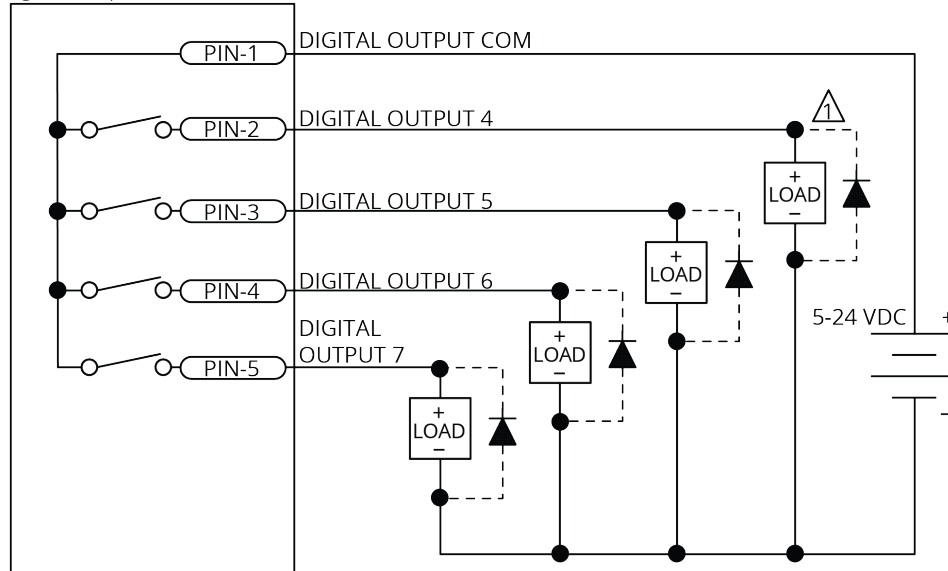 PIN-1 DIGITAL OUTPUT COM
1
PIN-2 DIGITAL OUTPUT 4
+
LOAD
−
PIN-3 DIGITAL OUTPUT 5
+
LOAD
−
PIN-4 DIGITAL OUTPUT 6
5-24 VDC +
DIGITAL
OUTPUT 7
+
LOAD
−
PIN-5
+
LOAD
−
−